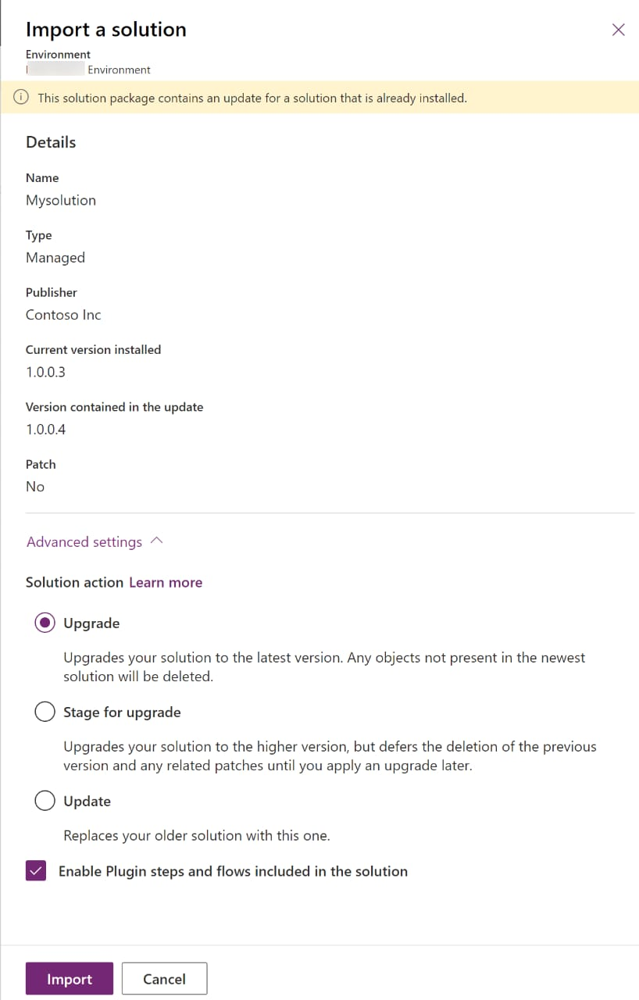 Import a solution
Environment
Environment
This solution package contains an update for a solution that is already installed.
Details
Name
Mysolution
Type
Managed
Publisher
Contoso Inc
Current version installed
1.0.0.3
Version contained in the update
1.0.0.4
Patch
No
Advanced settings
Solution action Learn more
Upgrade
Upgrades your solution to the latest version. Any objects not present in the newest
solution will be deleted.
Stage for upgrade
Upgrades your solution to the higher version, but defers the deletion of the previous
version and any related patches until you apply an upgrade later.
Update
Replaces your older solution with this one.
Enable Plugin steps and flows included in the solution
Import Cancel